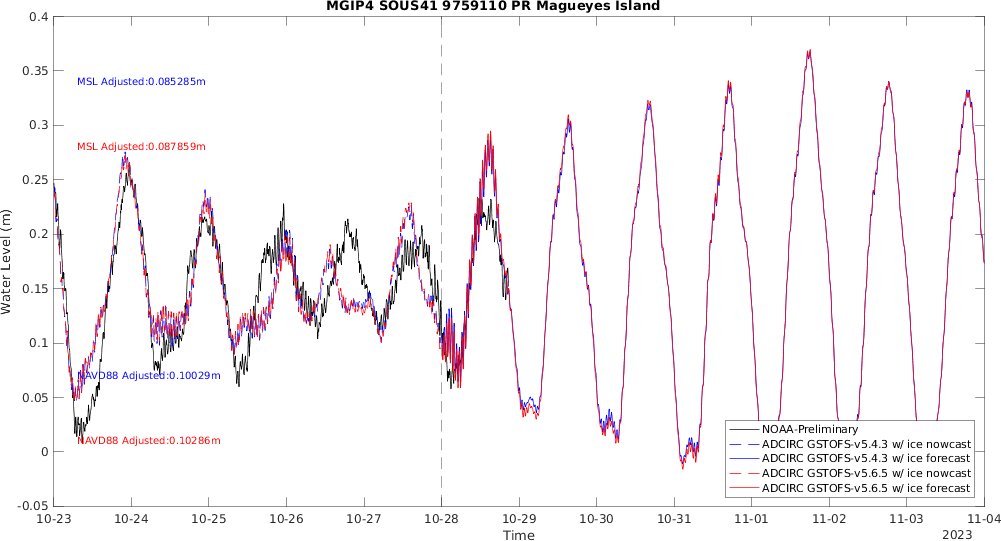 MGIP4 SOUS41 9759110 PR Magueyes Island
0.4
0.35
0.3
0.25
0.2
0.15
0.1
0.05
0
-0.05
Water Level (m)
MSL Adjusted:0.085285m
MSL Adjusted:0.087859m
NAVD88 Adjusted:0.10029m
NAVD88 Adjusted:0.10286m
NOAA-Preliminary
ADCIRC GSTOFS-v5.4.3 w/ ice nowcast
ADCIRC GSTOFS-v5.4.3 w/ ice forecast
ADCIRC GSTOFS-v5.6.5 w/ ice nowcast
ADCIRC GSTOFS-v5.6.5 w/ ice forecast
10-23 10-24 10-25 10-26 10-27 10-28 10-29 10-30 10-31 11-01 11-02 11-03 11-04
Time
2023